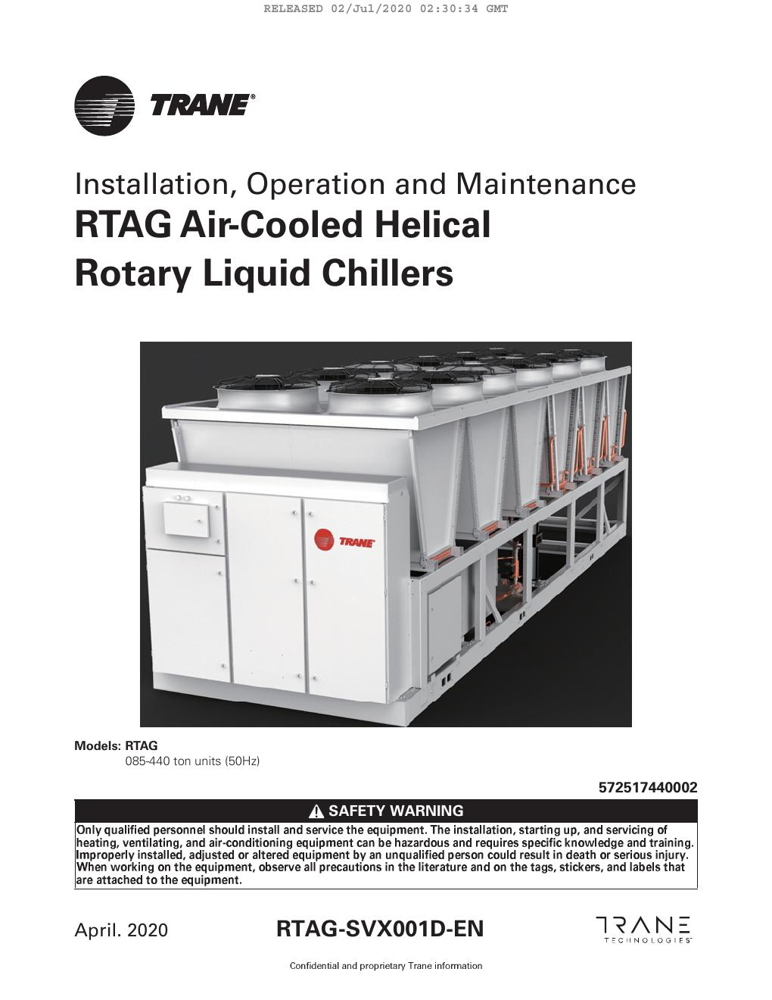 RELEASED 02/Jul/2020 02:30:34 GMT
TRANE®
Installation, Operation and Maintenance
RTAG Air-Cooled Helical
Rotary Liquid Chillers
TRANE
Models: RTAG
085-440 ton units (50Hz)
572517440002
SAFETY WARNING
Only qualified personnel should install and service the equipment. The installation, starting up, and servicing of
heating, ventilating, and air-conditioning equipment can be hazardous and requires specific knowledge and training.
Improperly installed, adjusted or altered equipment by an unqualified person could result in death or serious injury.
When working on the equipment, observe all precautions in the literature and on the tags, stickers, and labels that
are attached to the equipment.
April. 2020
RTAG-SVX001D-EN
TRANE
TECHNOLOGIES™
Confidential and proprietary Trane information